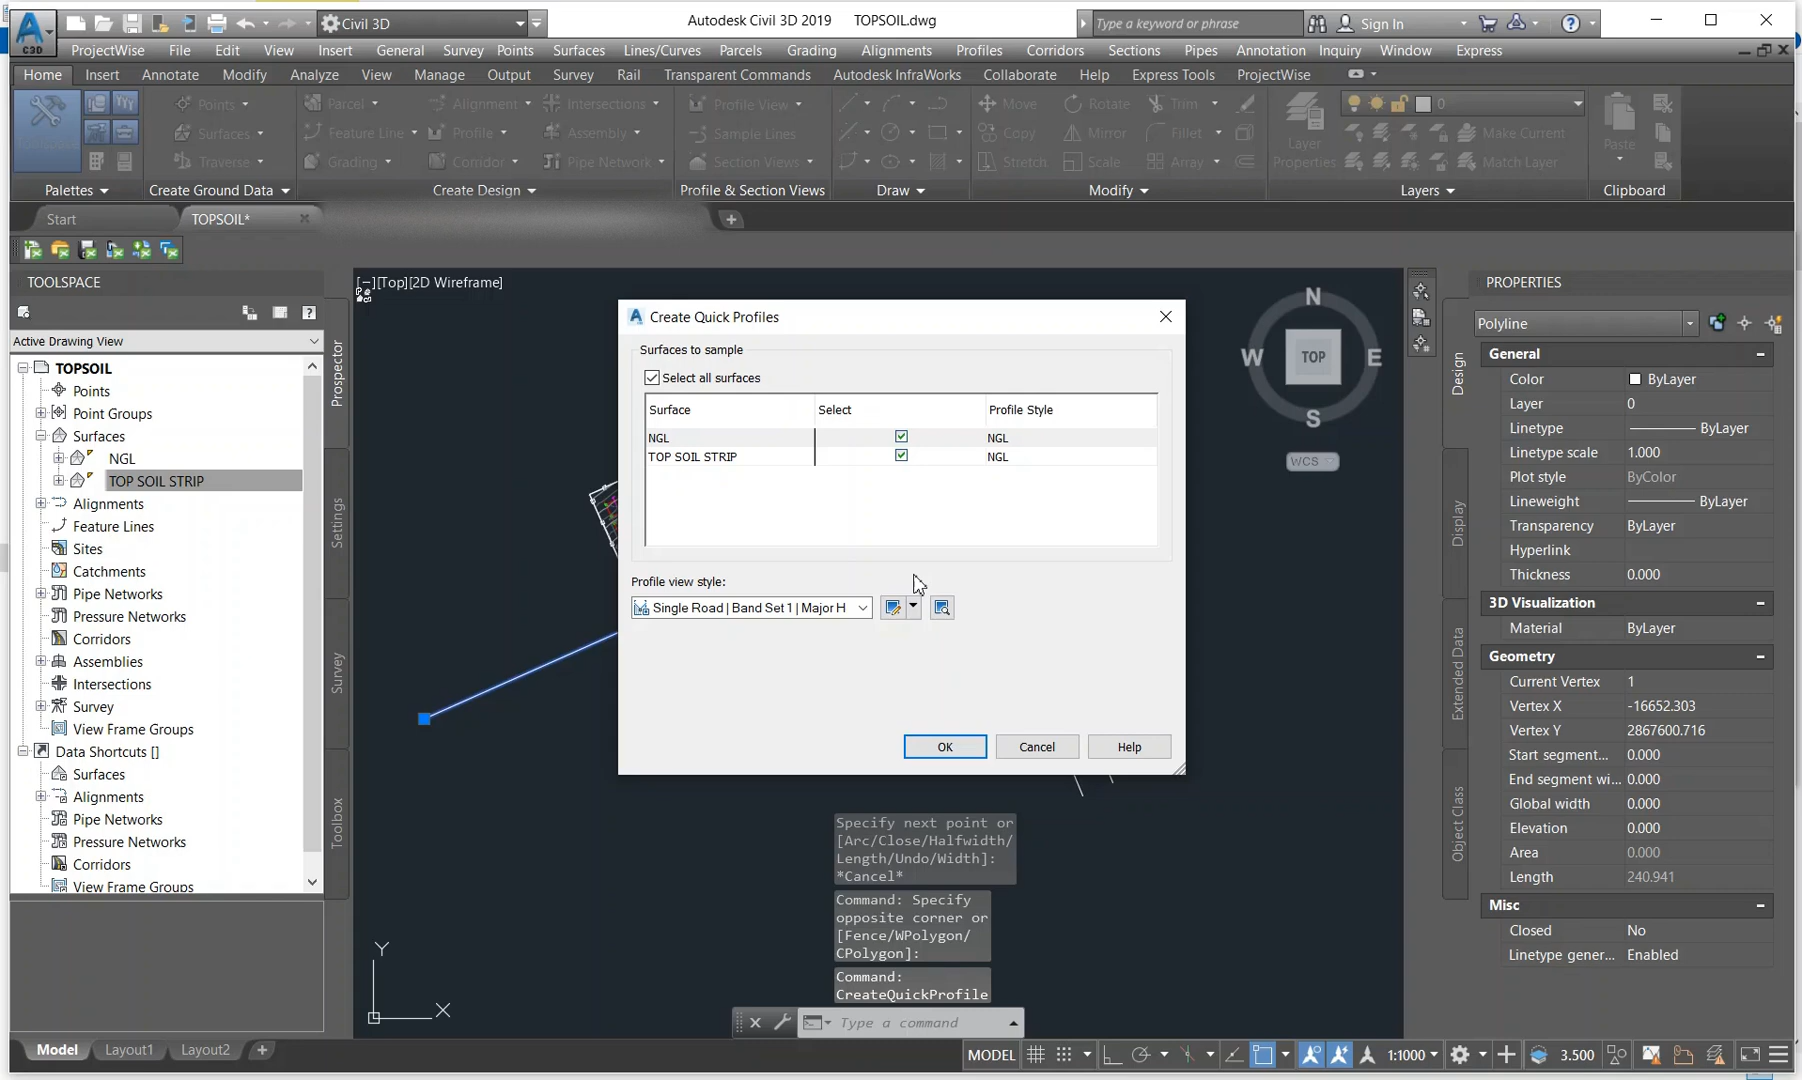 C3D
Civil 3D
Autodesk Civil 3D 2019 TOPSOIL.dwg
Type a keyword or phrase
Sign In
ProjectWise File Edit View Insert General Survey Points Surfaces Lines/Curves Parcels Grading Alignments Profiles Corridors Sections Pipes Annotation Inquiry Window Express
Home Insert Annotate Modify Analyze View Manage Output Survey Rail Transparent Commands Autodesk InfraWorks Collaborate Help Express Tools ProjectWise
Points Parcel Alignment Intersections Profile View Move Rotate Trim 0
Surfaces Feature Line Profile Assembly Sample Lines Copy Mirror Fillet Make Current
Traverse Grading Corridor Pipe Network Section Views Stretch Scale Array Layer Properties Match Layer Paste
Palettes Create Ground Data Create Design Profile & Section Views Draw Modify Layers Clipboard
Start TOPSOIL*
TOOLSPACE
Active Drawing View
TOPSOIL
Points
Point Groups
Surfaces
NGL
TOP SOIL STRIP
Alignments
Feature Lines
Sites
Catchments
Pipe Networks
Pressure Networks
Corridors
Assemblies
Intersections
Survey
View Frame Groups
Data Shortcuts []
Surfaces
Alignments
Pipe Networks
Pressure Networks
Corridors
View Frame Groups
Prospector
Settings
Survey
Toolbox
[−][Top][2D Wireframe]
N
W TOP E
S
WCS
Create Quick Profiles
Surfaces to sample
Select all surfaces
Surface Select Profile Style
NGL NGL
TOP SOIL STRIP NGL
Profile view style:
Single Road | Band Set 1 | Major H
OK Cancel Help
Specify next point or
[Arc/Close/Halfwidth/
Length/Undo/Width]:
*Cancel*
Command: Specify
opposite corner or
[Fence/WPolygon/
CPolygon]:
Command:
CreateQuickProfile
Type a command
Y
X
Design
Display
Extended Data
Object Class
PROPERTIES
Polyline
General
Color ByLayer
Layer 0
Linetype ByLayer
Linetype scale 1.000
Plot style ByColor
Lineweight ByLayer
Transparency ByLayer
Hyperlink
Thickness 0.000
3D Visualization
Material ByLayer
Geometry
Current Vertex 1
Vertex X -16652.303
Vertex Y 2867600.716
Start segment... 0.000
End segment wi... 0.000
Global width 0.000
Elevation 0.000
Area 0.000
Length 240.941
Misc
Closed No
Linetype gener... Enabled
Model Layout1 Layout2
MODEL 1:1000 3.500